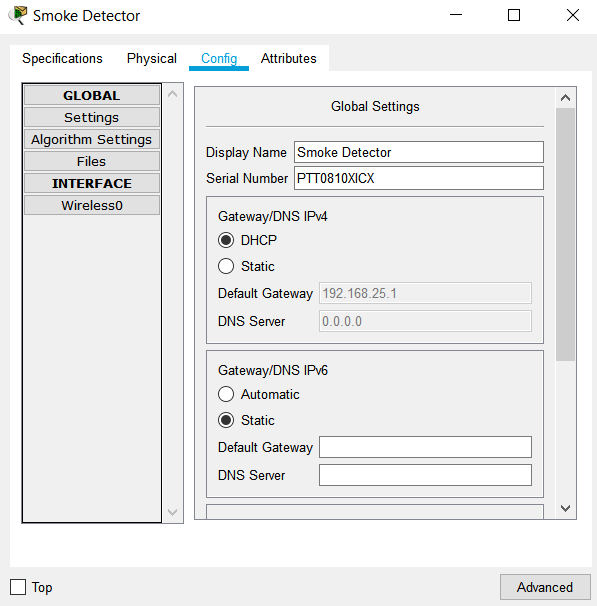 Smoke Detector
Specifications Physical Config Attributes
GLOBAL
Settings
Algorithm Settings
Files
INTERFACE
Wireless0
Global Settings
Display Name Smoke Detector
Serial Number PTT0810XICX
Gateway/DNS IPv4
DHCP
Static
Default Gateway 192.168.25.1
DNS Server 0.0.0.0
Gateway/DNS IPv6
Automatic
Static
Default Gateway
DNS Server
Top
Advanced